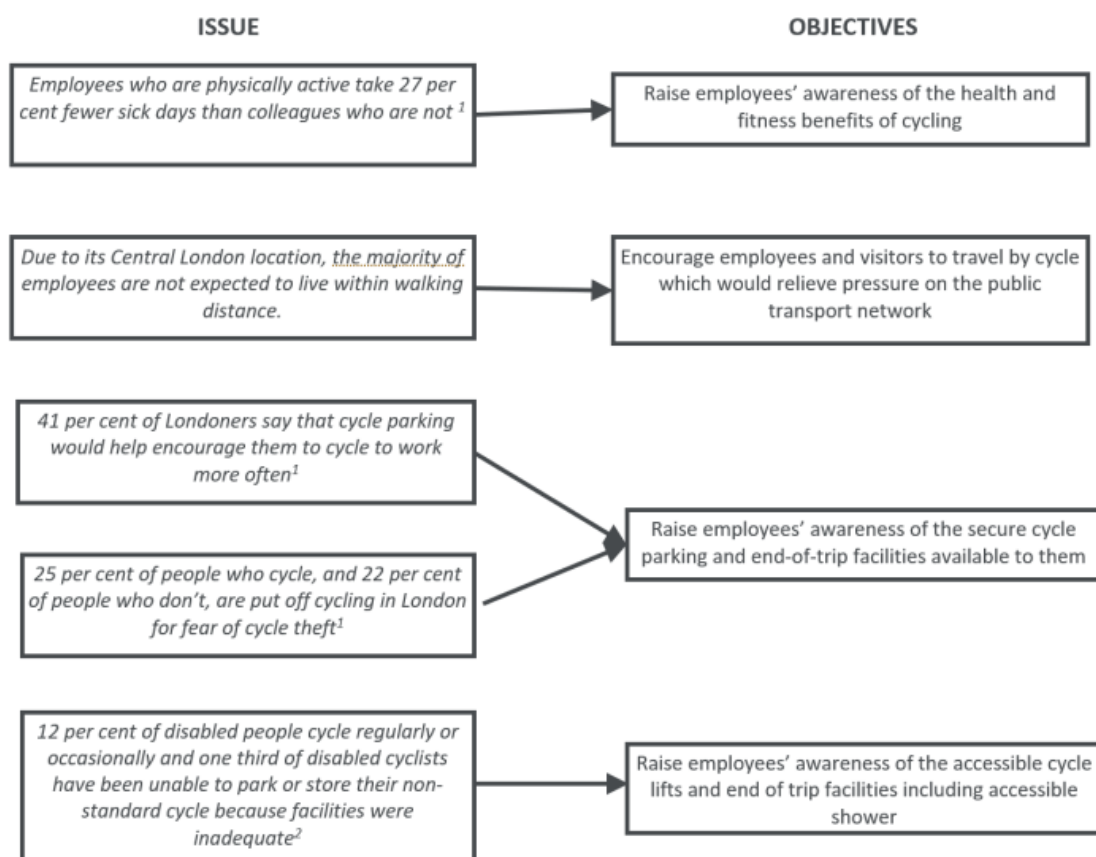 ISSUE
OBJECTIVES
Employees who are physically active take 27 per
cent fewer sick days than colleagues who are not ¹
Raise employees’ awareness of the health and
fitness benefits of cycling
Due to its Central London location, the majority of
employees are not expected to live within walking
distance.
Encourage employees and visitors to travel by cycle
which would relieve pressure on the public
transport network
41 per cent of Londoners say that cycle parking
would help encourage them to cycle to work
more often¹
25 per cent of people who cycle, and 22 per cent
of people who don’t, are put off cycling in London
for fear of cycle theft¹
Raise employees’ awareness of the secure cycle
parking and end-of-trip facilities available to them
12 per cent of disabled people cycle regularly or
occasionally and one third of disabled cyclists
have been unable to park or store their non-
standard cycle because facilities were
inadequate²
Raise employees’ awareness of the accessible cycle
lifts and end of trip facilities including accessible
shower